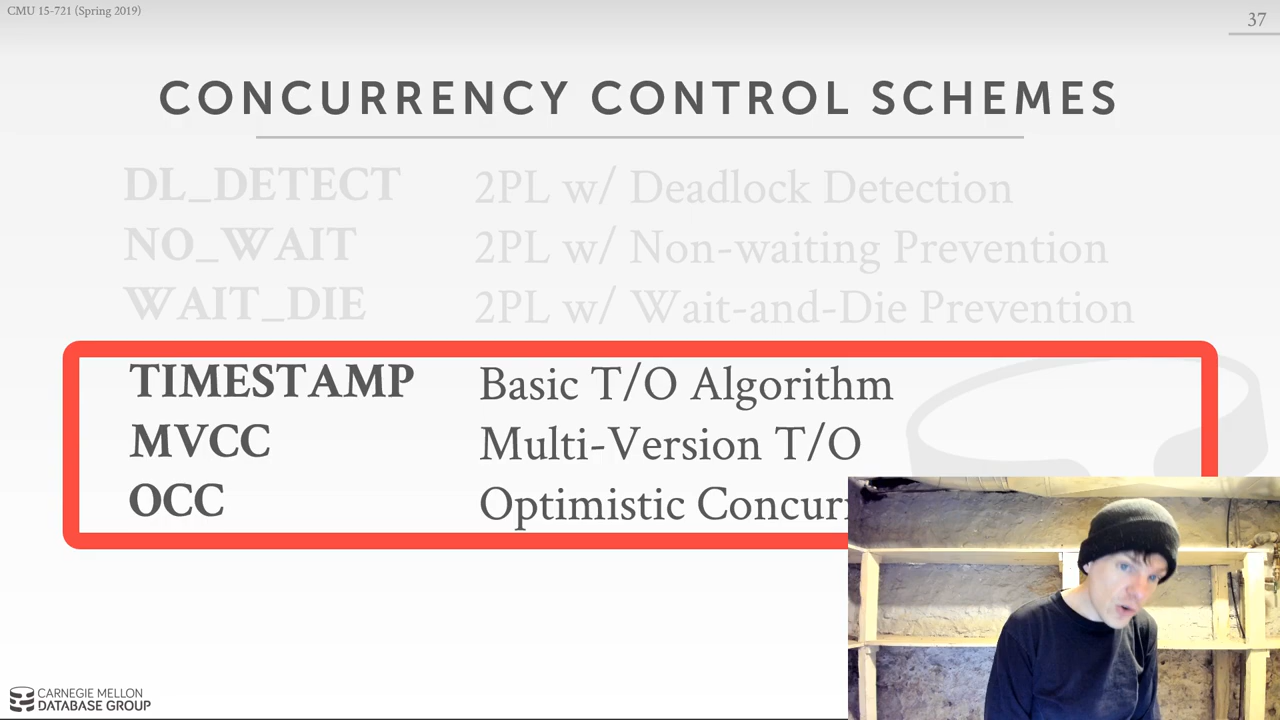 CMU 15-721 (Spring 2019)
37
CONCURRENCY CONTROL SCHEMES
DL_DETECT 2PL w/ Deadlock Detection
NO_WAIT 2PL w/ Non-waiting Prevention
WAIT_DIE 2PL w/ Wait-and-Die Prevention
TIMESTAMP Basic T/O Algorithm
MVCC Multi-Version T/O
OCC Optimistic
CARNEGIE MELLON
DATABASE GROUP